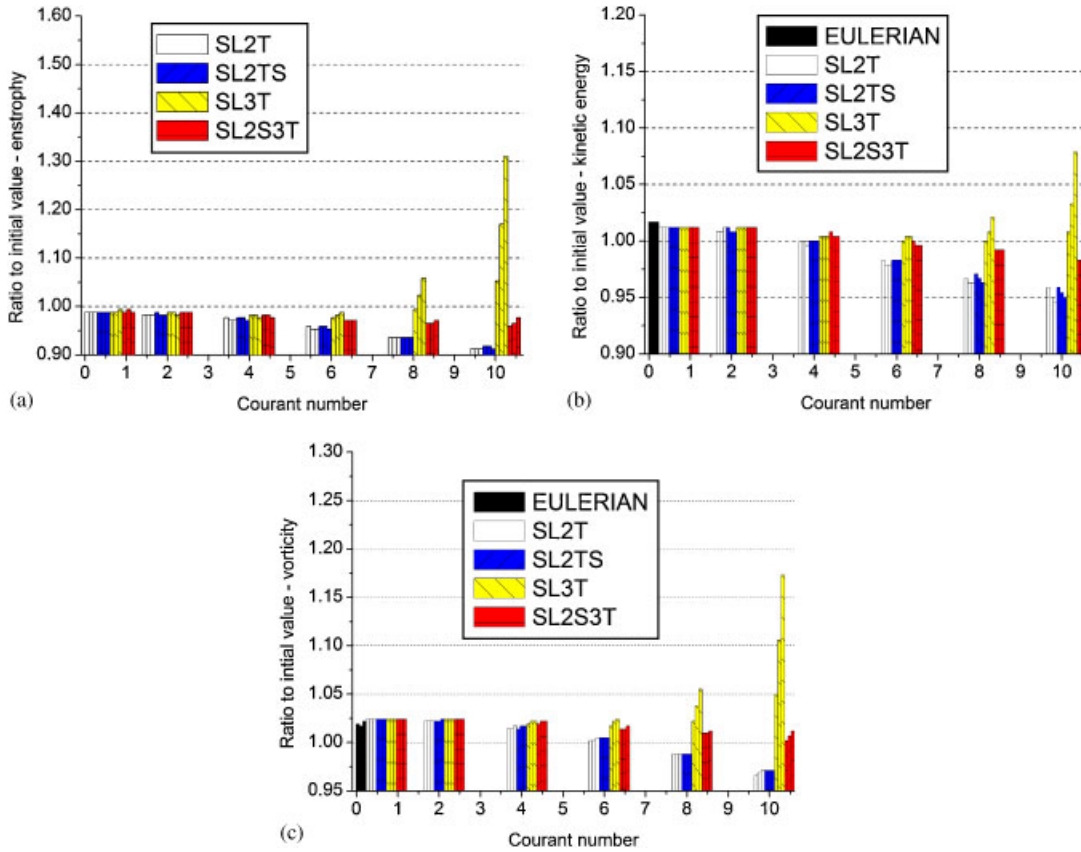 1.60
1.50
1.40
1.30
1.20
1.10
1.00
0.90
Ratio to initial value - enstrophy
SL2T
SL2TS
SL3T
SL2S3T
0 1 2 3 4 5 6 7 8 9 10
Courant number
(a)
1.20
1.15
1.10
1.05
1.00
0.95
0.90
Ratio to initial value - kinetic energy
EULERIAN
SL2T
SL2TS
SL3T
SL2S3T
0 1 2 3 4 5 6 7 8 9 10
Courant number
(b)
1.30
1.25
1.20
1.15
1.10
1.05
1.00
0.95
Ratio to intial value - vorticity
EULERIAN
SL2T
SL2TS
SL3T
SL2S3T
0 1 2 3 4 5 6 7 8 9 10
Courant number
(c)